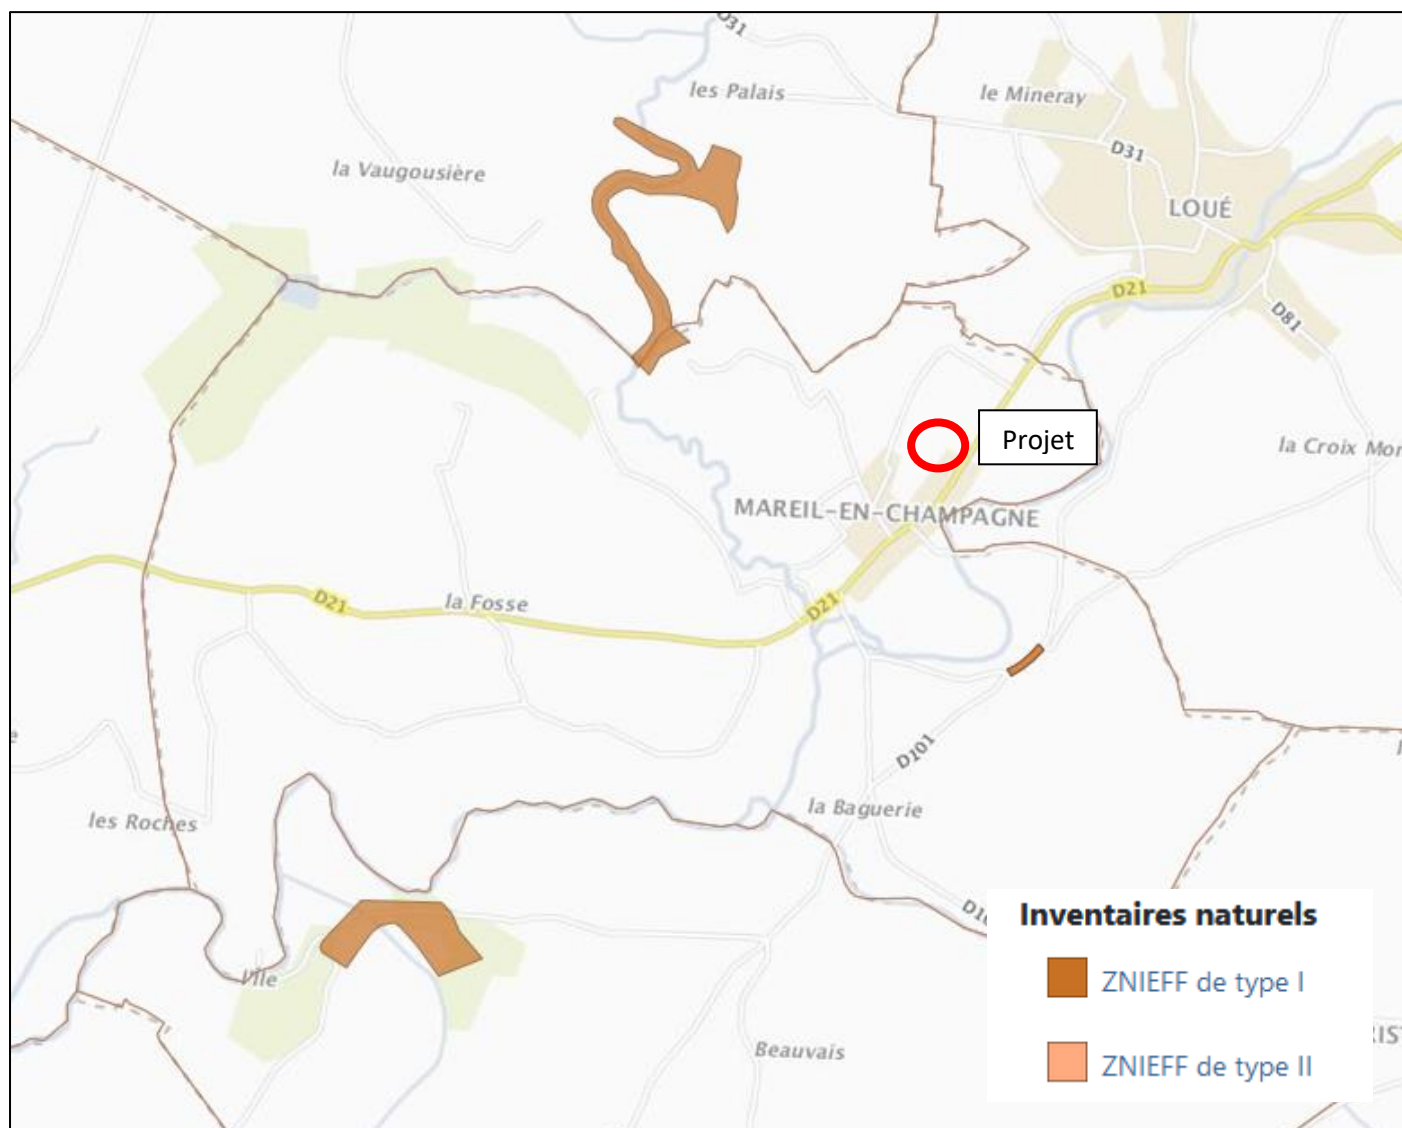 D31
les Palais
le Mineray
D31
la Vaugousière
LOUÉ
D21
D81
Projet
la Croix Mor
MAREIL-EN-CHAMPAGNE
D21
la Fosse
D21
D101
la Baguerie
les Roches
l'Ile
Beauvais
Inventaires naturels
ZNIEFF de type I
ZNIEFF de type II